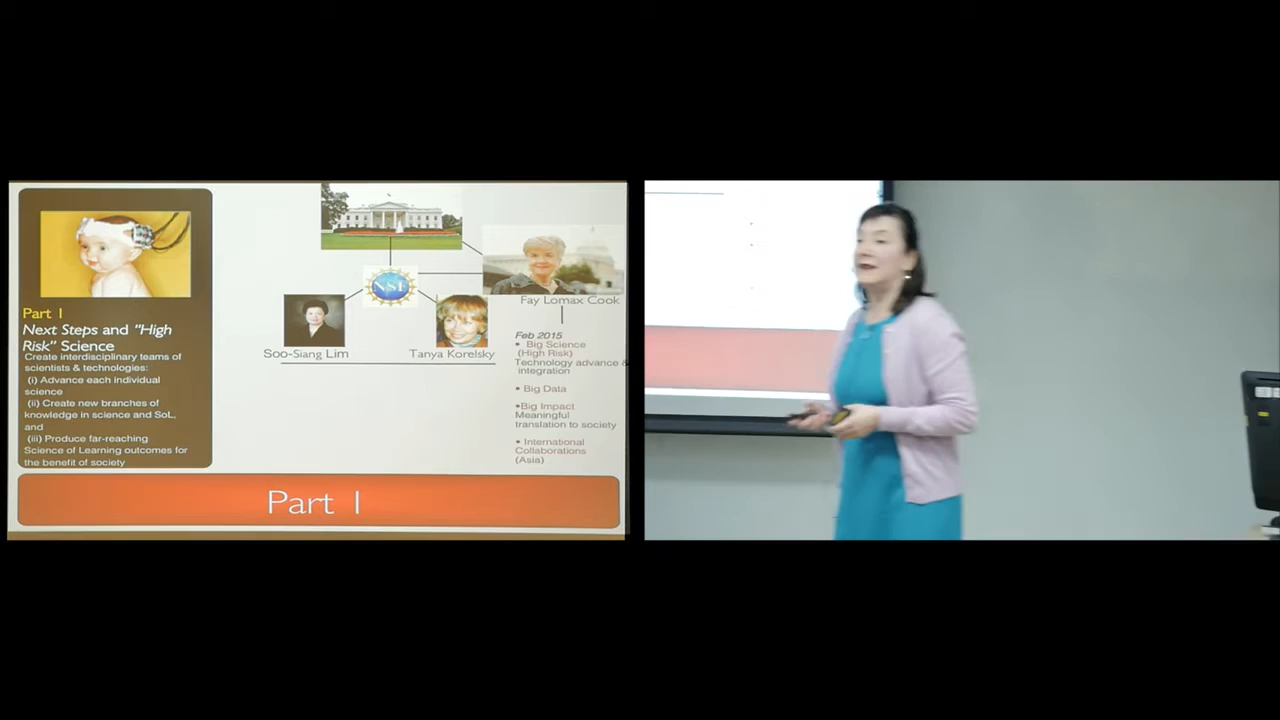 Part 1
Next Steps and "High
Risk" Science
Create interdisciplinary teams of
scientists & technologies:
(i) Advance each individual
science
(ii) Create new branches of
knowledge in science and SoL,
and
(iii) Produce far-reaching
Science of Learning outcomes for
the benefit of society
NSF
Fay Lomax Cook
Soo-Siang Lim
Tanya Korelsky
Feb 2015
• Big Science
(High Risk)
Technology advance &
integration
• Big Data
•Big Impact
Meaningful
translation to society
• International
Collaborations
(Asia)
Part 1